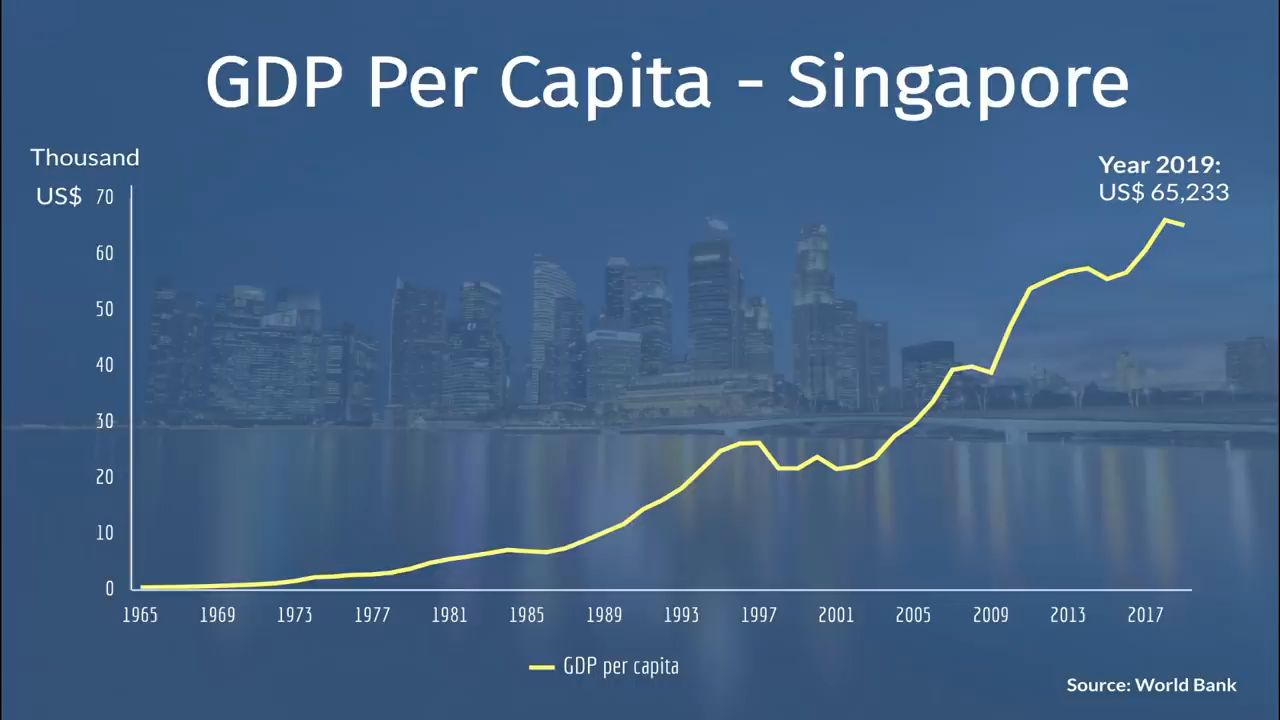 GDP Per Capita - Singapore
Thousand
US$
Year 2019:
US$ 65,233
70
60
50
40
30
20
10
0
1965 1969 1973 1977 1981 1985 1989 1993 1997 2001 2005 2009 2013 2017
GDP per capita
Source: World Bank